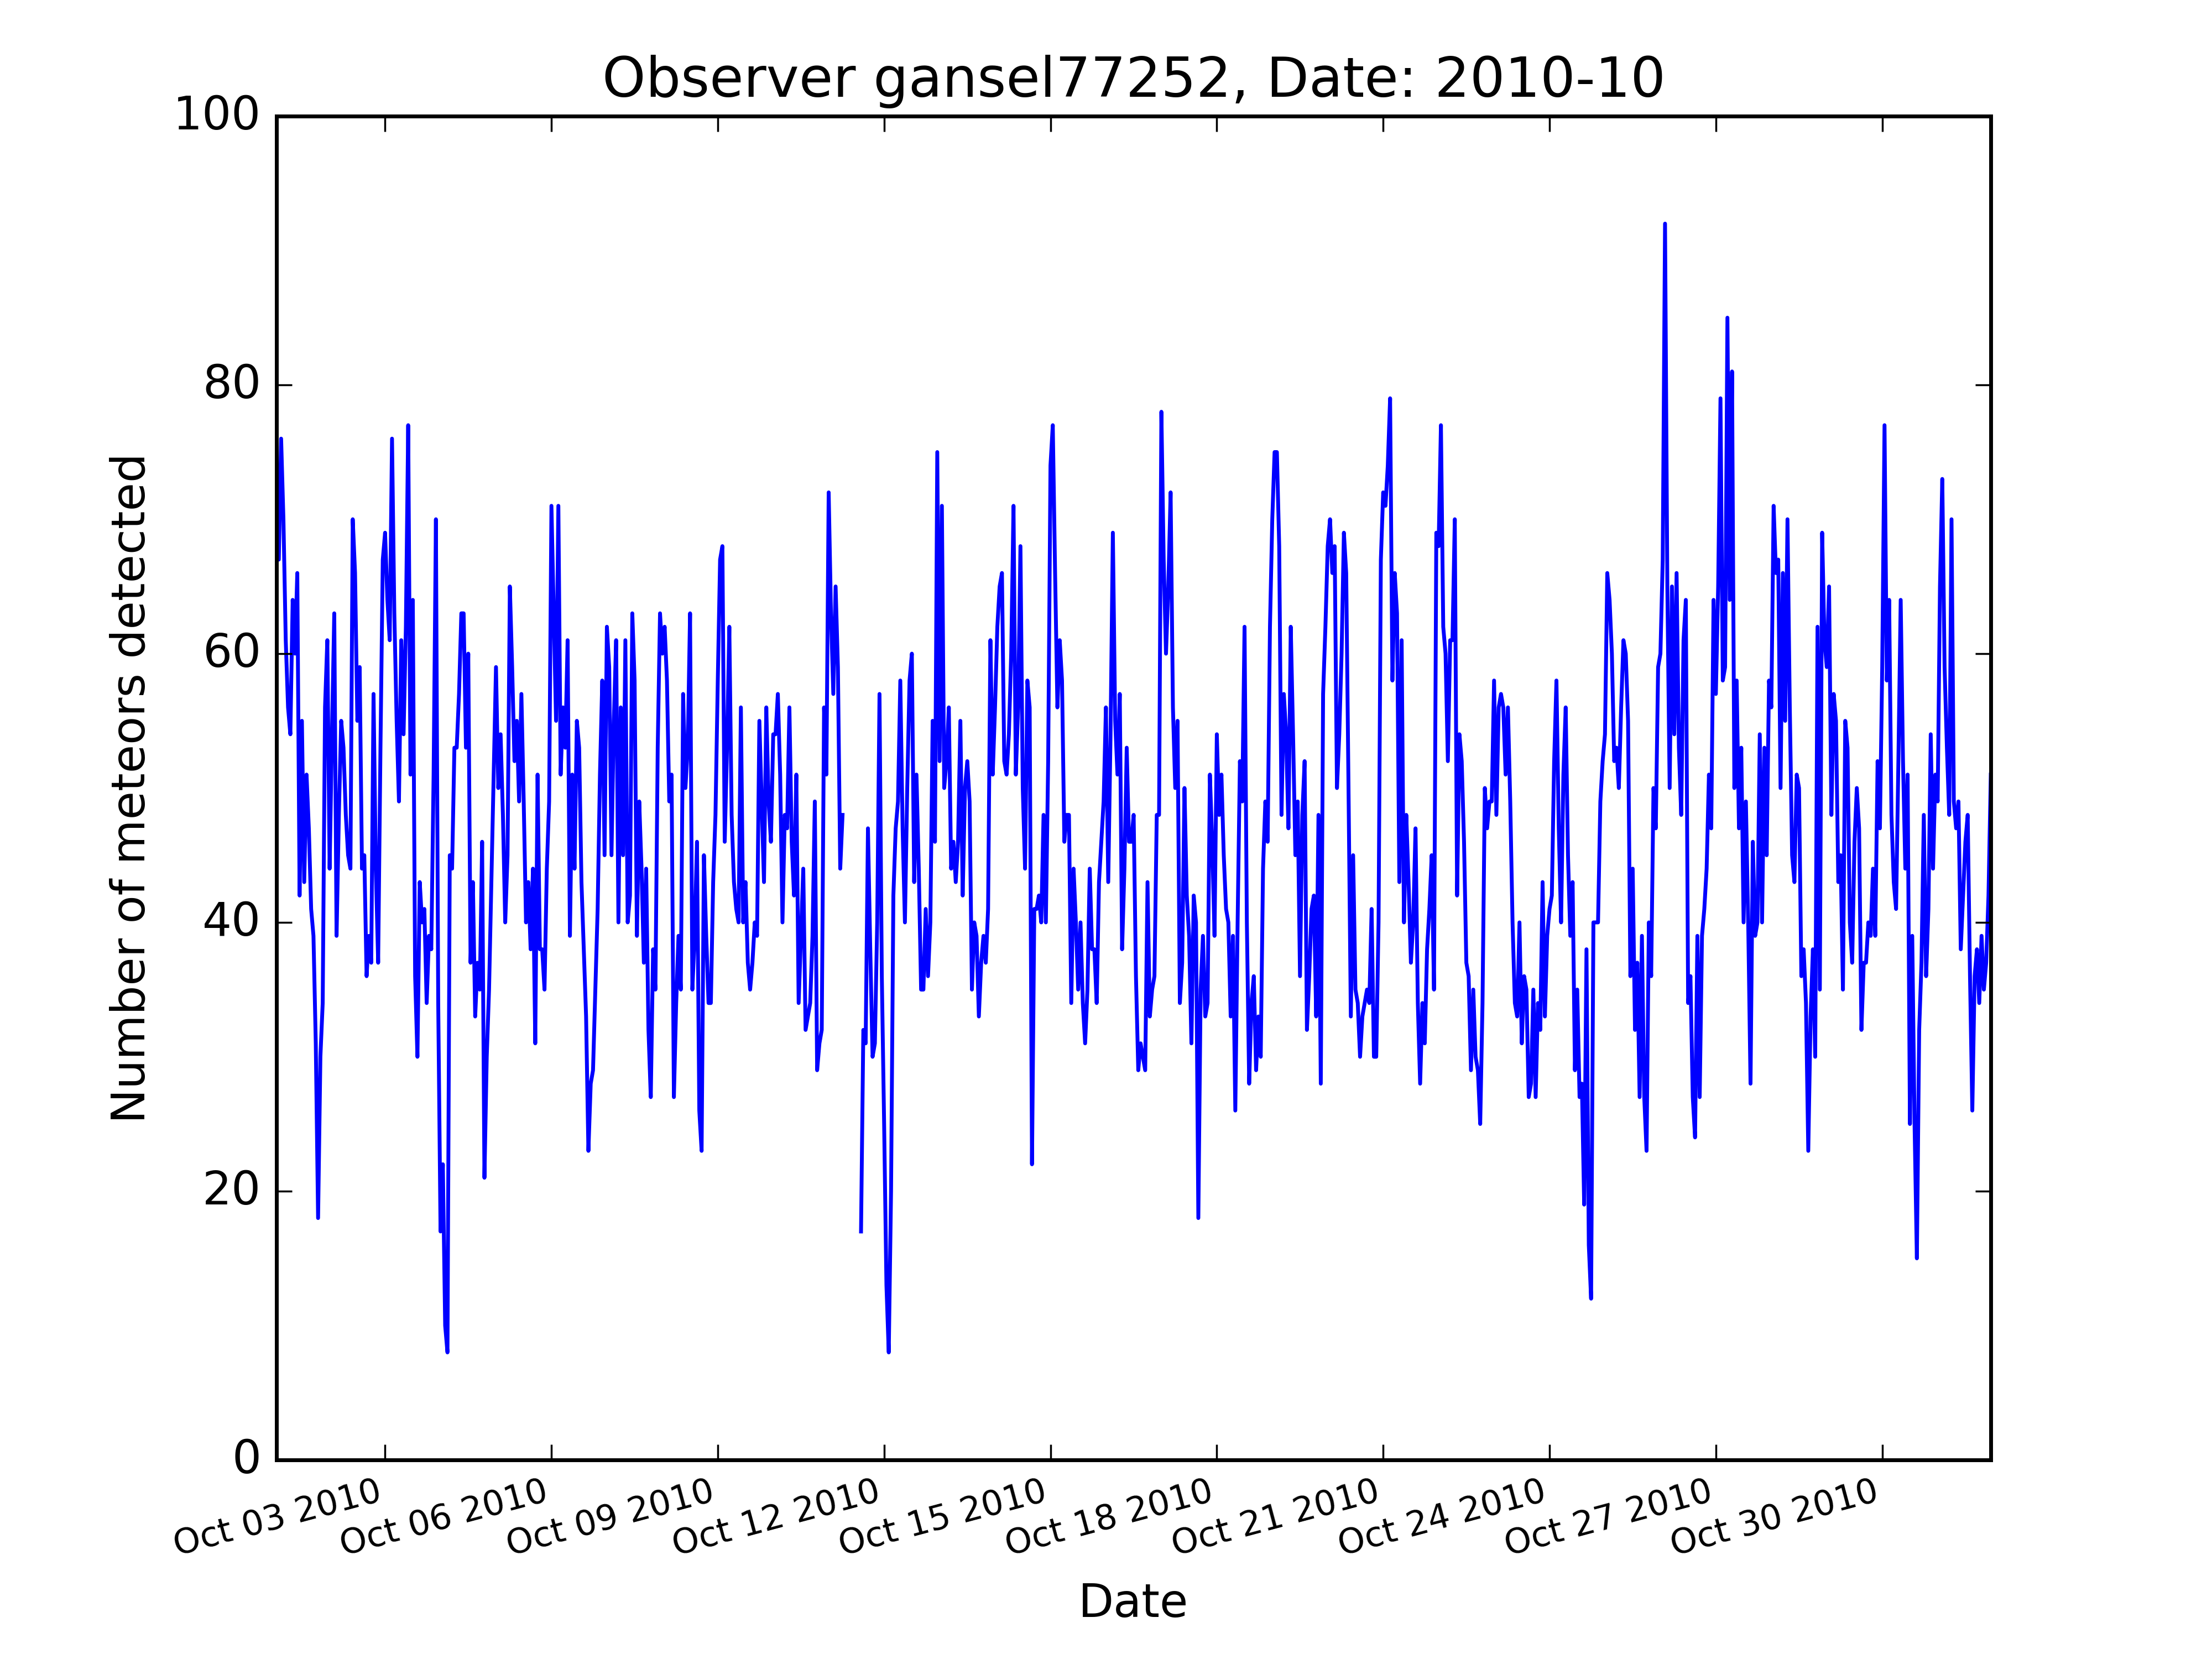 Observer gansel77252, Date: 2010-10
Number of meteors detected
100
80
60
40
20
0
Oct 03 2010
Oct 06 2010
Oct 09 2010
Oct 12 2010
Oct 15 2010
Oct 18 2010
Oct 21 2010
Oct 24 2010
Oct 27 2010
Oct 30 2010
Date